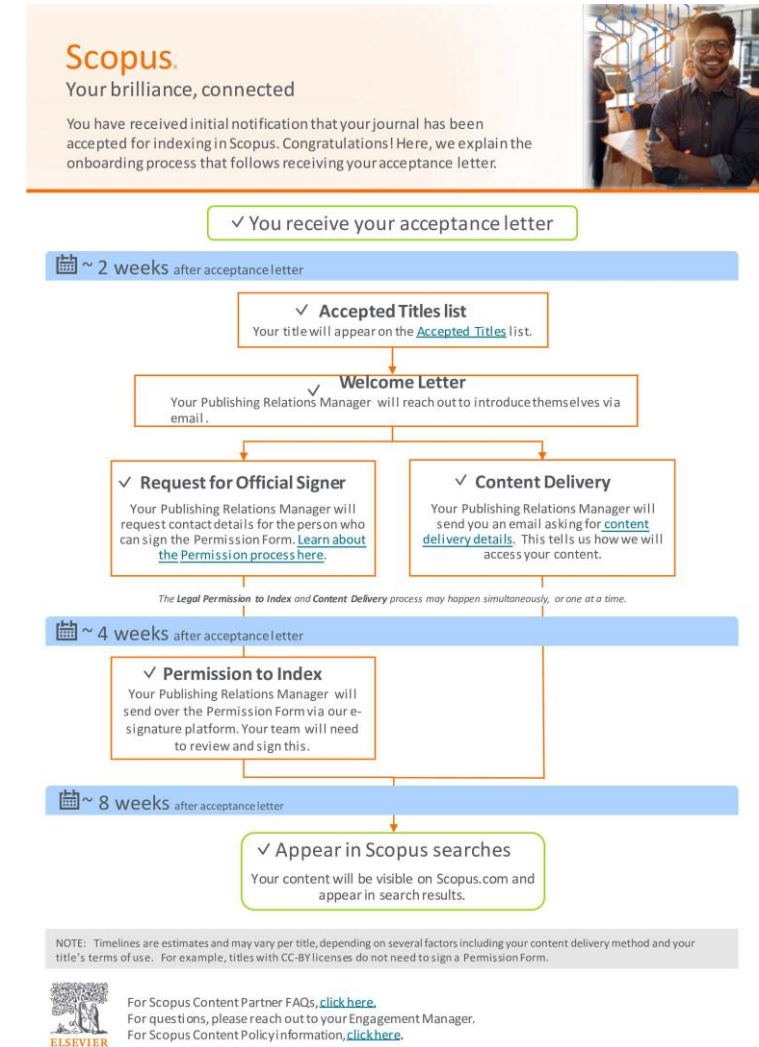 Scopus.
Your brilliance, connected
You have received initial notification that your journal has been
accepted for indexing in Scopus. Congratulations! Here, we explain the
onboarding process that follows receiving your acceptance letter.
✓ You receive your acceptance letter
~ 2 weeks after acceptance letter
✓ Accepted Titles list
Your title will appear on the Accepted Titles list.
✓ Welcome Letter
Your Publishing Relations Manager will reach out to introduce themselves via
email .
✓ Request for Official Signer
Your Publishing Relations Manager will
request contact details for the person who
can sign the Permission Form. Learn about
the Permission process here.
✓ Content Delivery
Your Publishing Relations Manager will
send you an email asking for content
delivery details. This tells us how we will
access your content.
The Legal Permission to Index and Content Delivery process may happen simultaneously, or one at a time.
~ 4 weeks after acceptance letter
✓ Permission to Index
Your Publishing Relations Manager will
send over the Permission Form via our e-
signature platform. Your team will need
to review and sign this.
~ 8 weeks after acceptance letter
✓ Appear in Scopus searches
Your content will be visible on Scopus.com and
appear in search results.
NOTE: Timelines are estimates and may vary per title, depending on several factors including your content delivery method and your
title's terms of use. For example, titles with CC-BY licenses do not need to sign a Permission Form.
For Scopus Content Partner FAQs, click here.
For questions, please reach out to your Engagement Manager.
For Scopus Content Policy information, click here.
ELSEVIER